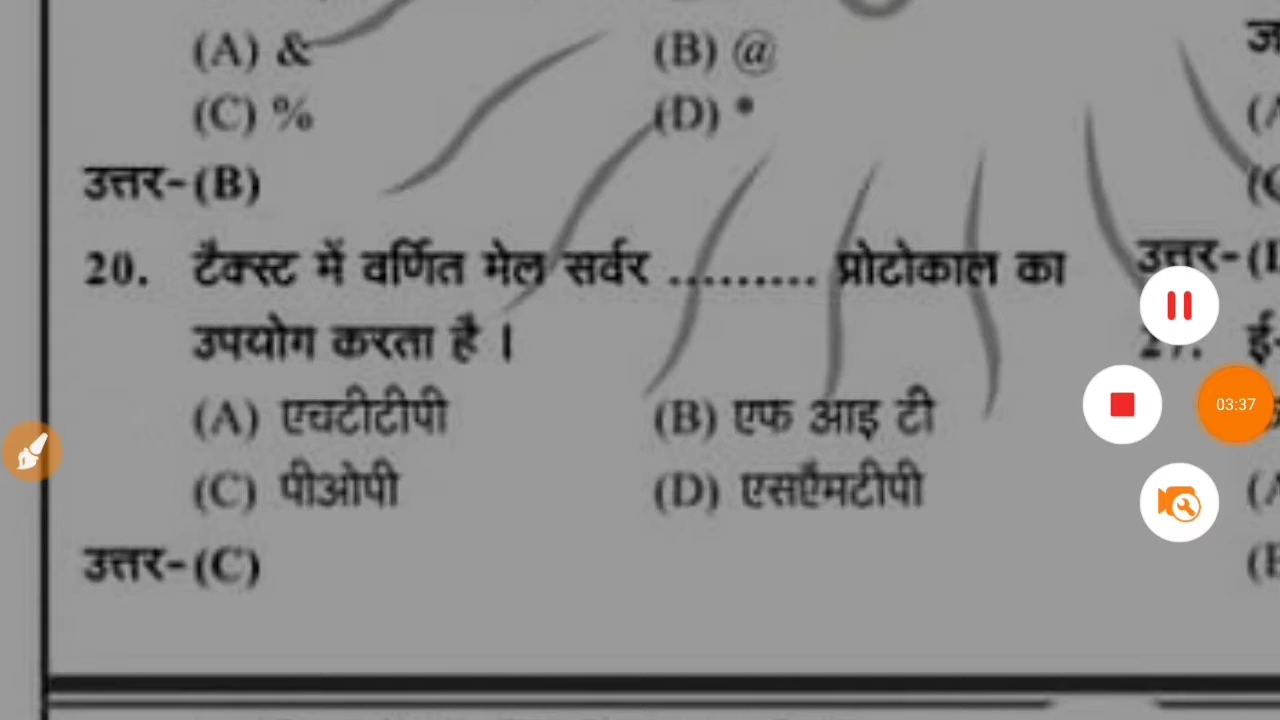 (A) & (B) @
(C) % (D) *
उत्तर-(B)
20. टैक्स्ट में वर्णित मेल सर्वर ......... प्रोटोकाल का
उपयोग करता है ।
(A) एचटीटीपी (B) एफ आइ टी
(C) पीओपी (D) एसएैमटीपी
उत्तर-(C)
उत्तर-
27.
03:37